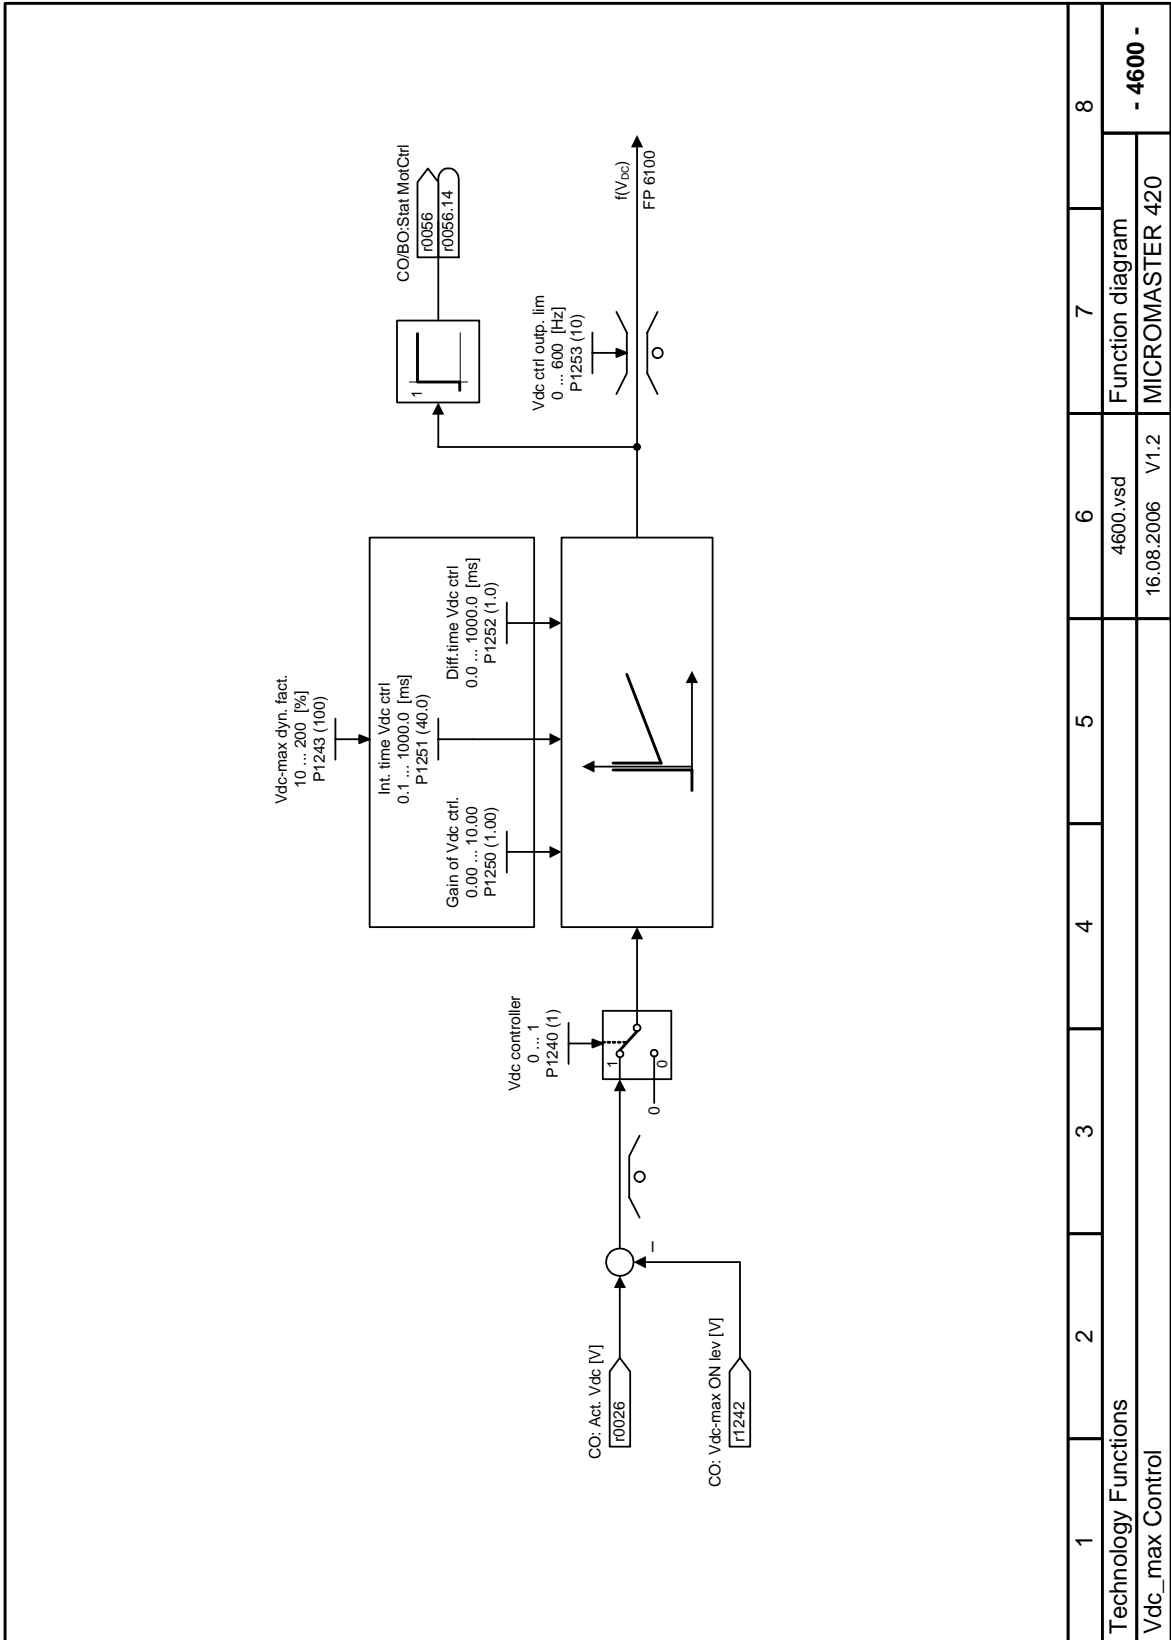 Vdc-max dyn. fact.
10 ... 200 [%]
P1243 (100)
CO/BO:Stat MotCtrl
r0056
r0056.14
1
Int. time Vdc ctrl
0.1 ... 1000.0 [ms]
P1251 (40.0)
Gain of Vdc ctrl.
0.00 ... 10.00
P1250 (1.00)
Diff.time Vdc ctrl
0.0 ... 1000.0 [ms]
P1252 (1.0)
Vdc controller
0 ... 1
P1240 (1)
Vdc ctrl outp. lim
0 ... 600 [Hz]
P1253 (10)
CO: Act. Vdc [V]
r0026
1
0
0
f(VDC)
FP 6100
–
CO: Vdc-max ON lev [V]
r1242
1 2 3 4 5 6 7 8
Technology Functions 4600.vsd Function diagram - 4600 -
Vdc_max Control 16.08.2006 V1.2 MICROMASTER 420